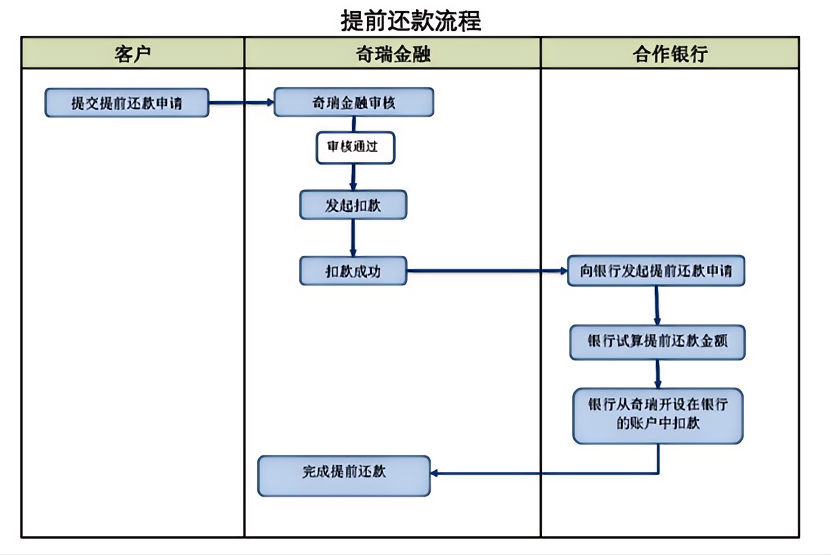 提前还款流程
客户
奇瑞金融
合作银行
提交提前还款申请
奇瑞金融审核
审核通过
发起扣款
扣款成功
向银行发起提前还款申请
银行试算提前还款金额
银行从奇瑞开设在银行
的账户中扣款
完成提前还款